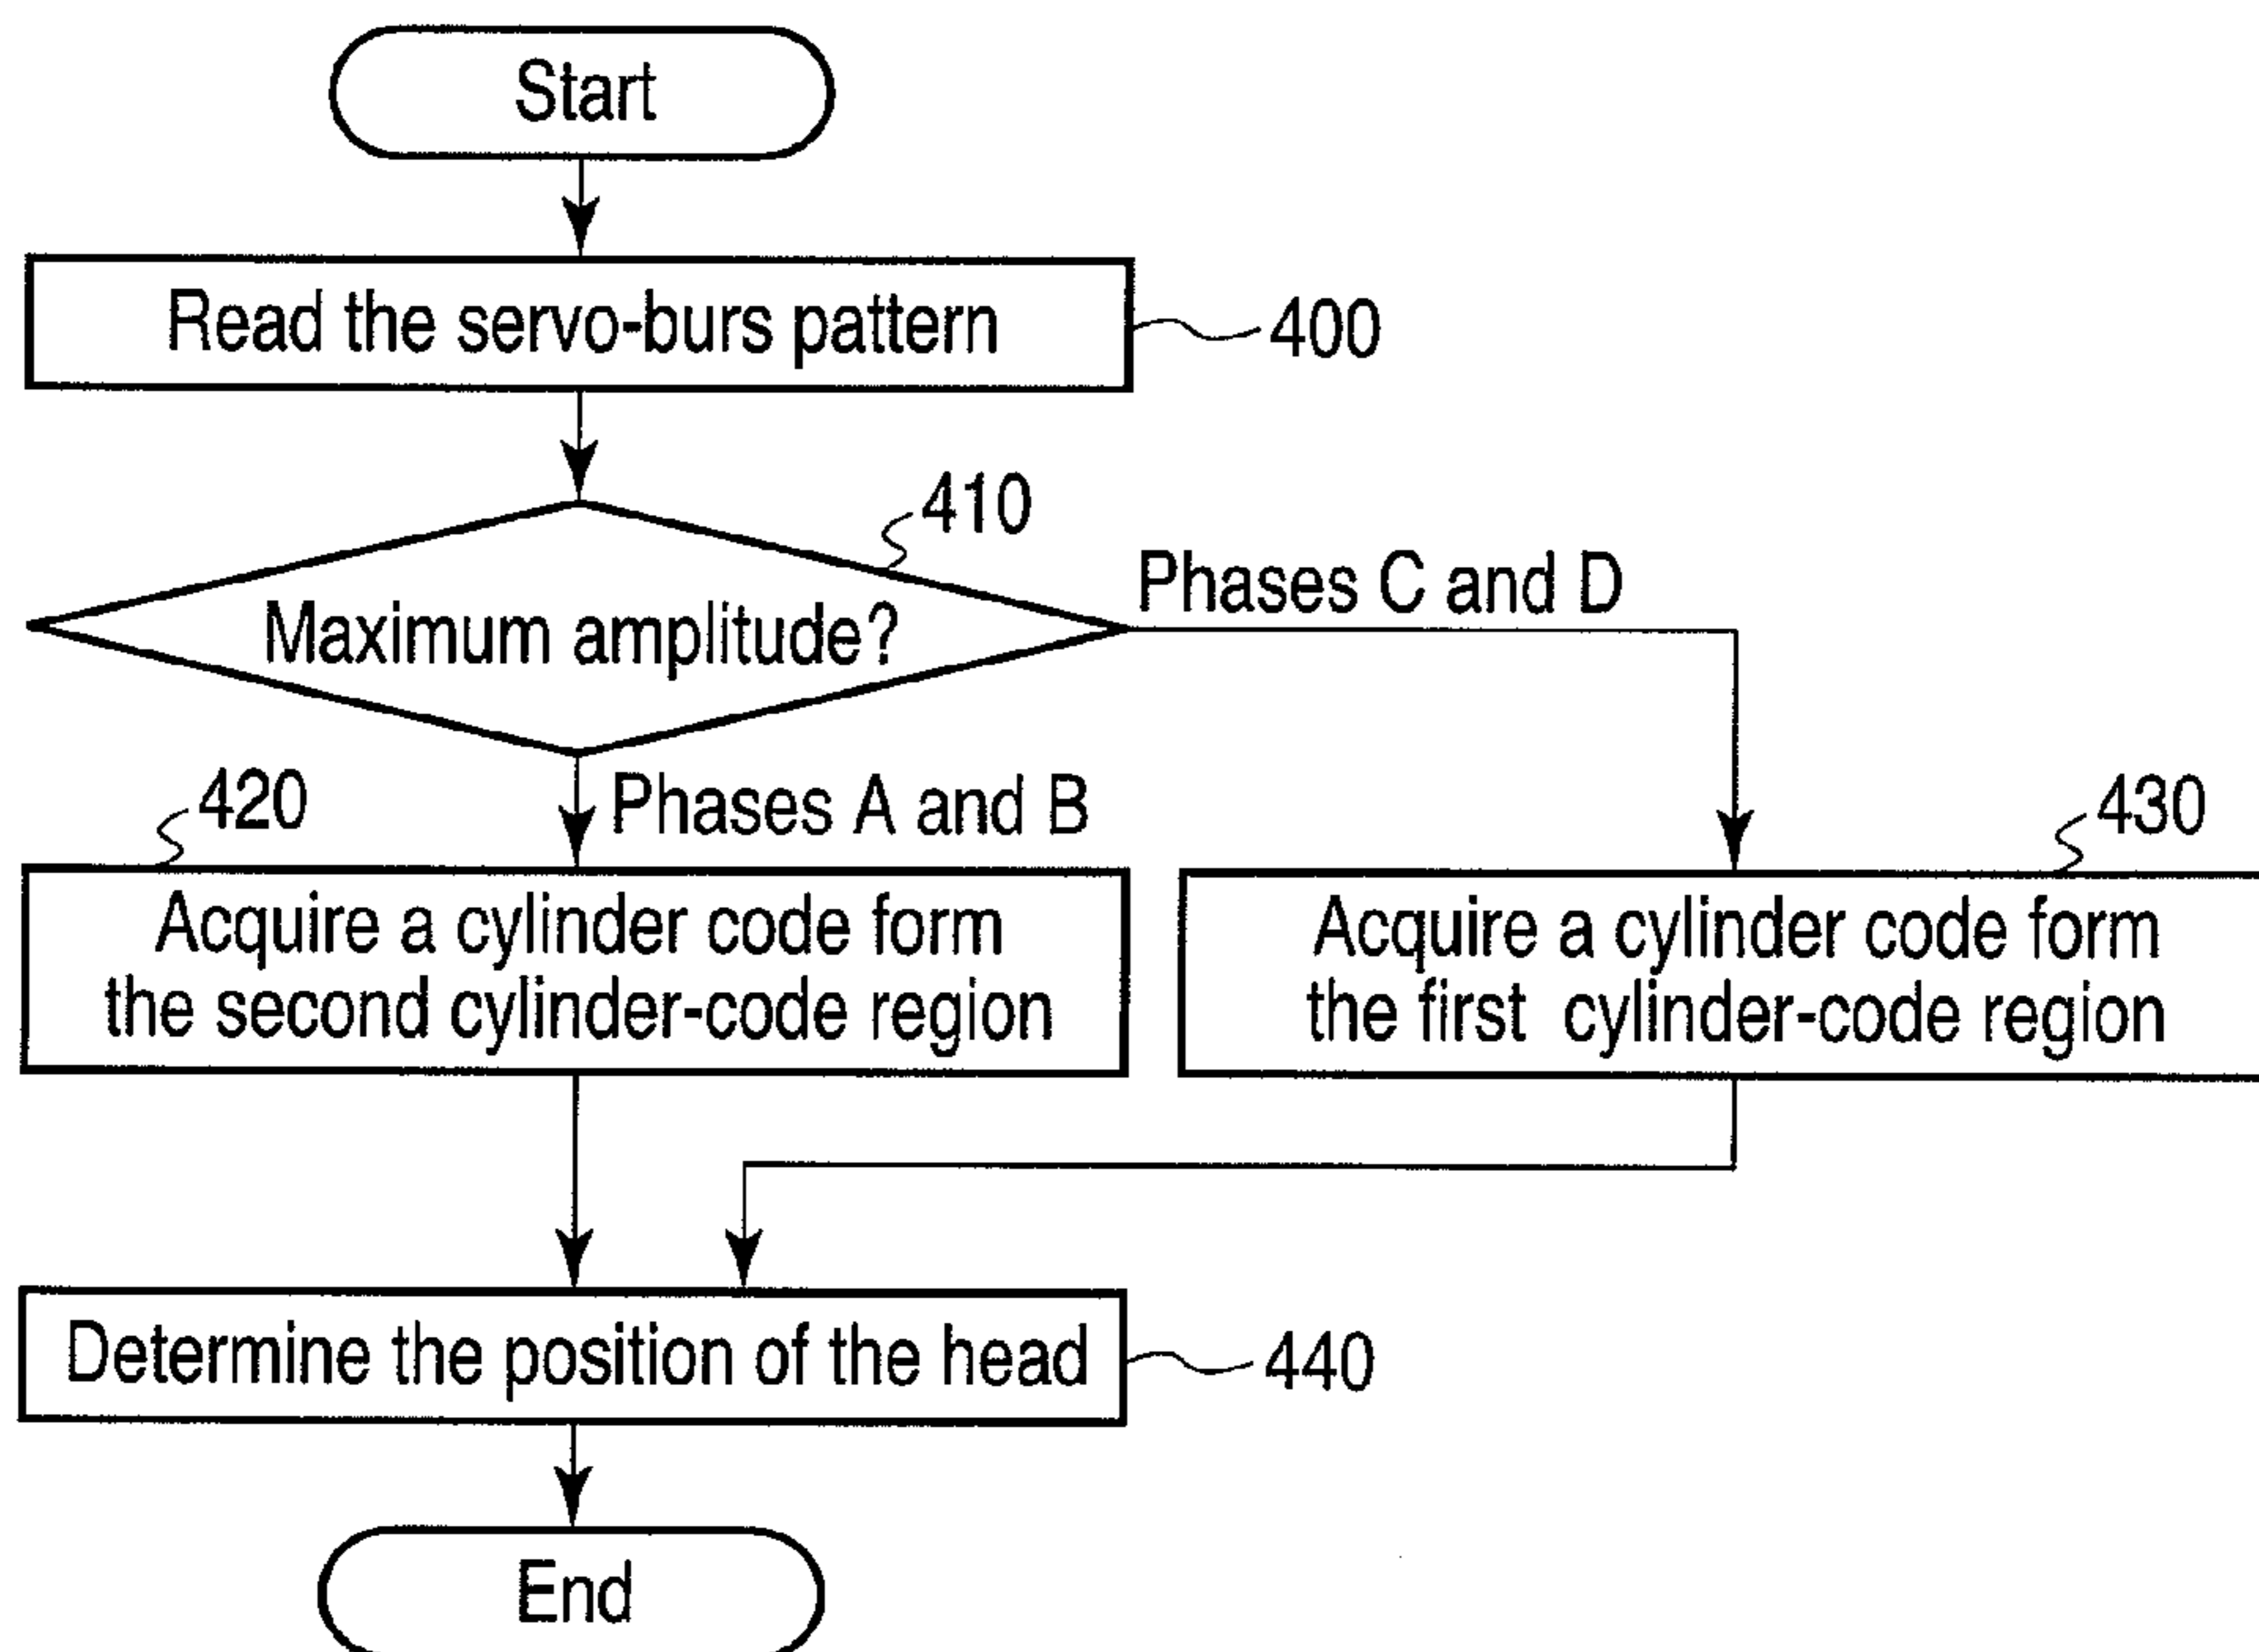 Start
Read the servo-burs pattern
400
410
Maximum amplitude?
Phases C and D
Phases A and B
420
430
Acquire a cylinder code form
the second cylinder-code region
Acquire a cylinder code form
the first cylinder-code region
Determine the position of the head
440
End